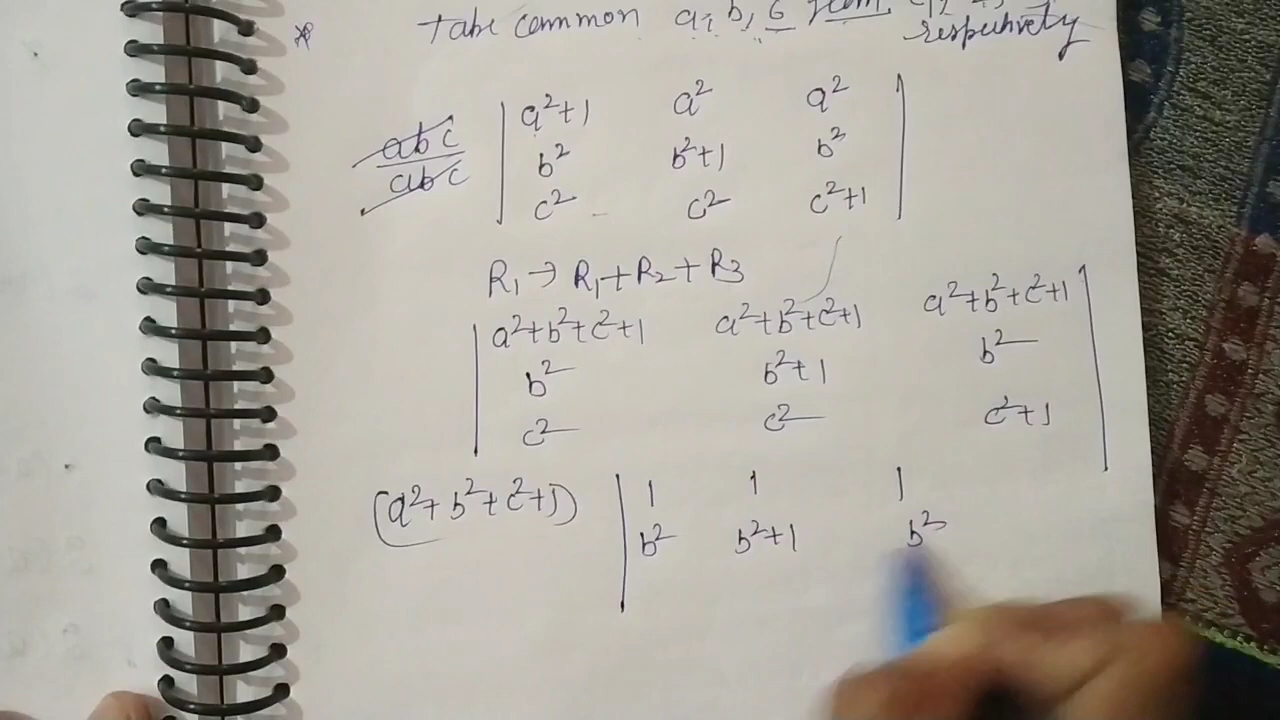 * Take common a, b, c from
respectively
abc/abc | a²+1 a² a² |
| b² b²+1 b² |
| c² c² c²+1 |
R₁ → R₁+R₂+R₃
| a²+b²+c²+1 a²+b²+c²+1 a²+b²+c²+1 |
| b² b²+1 b² |
| c² c² c²+1 |
(a²+b²+c²+1) | 1 1 1
| b² b²+1 b²